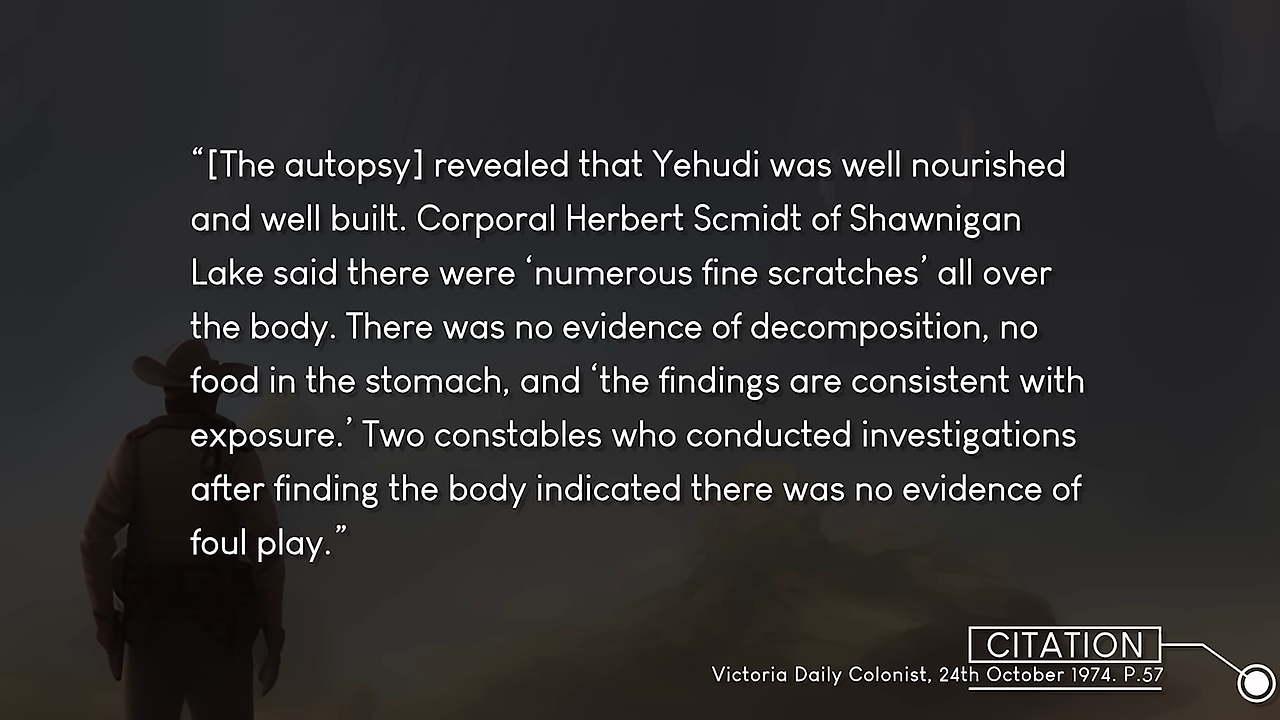 “[The autopsy] revealed that Yehudi was well nourished
and well built. Corporal Herbert Scmidt of Shawnigan
Lake said there were ‘numerous fine scratches’ all over
the body. There was no evidence of decomposition, no
food in the stomach, and ‘the findings are consistent with
exposure.’ Two constables who conducted investigations
after finding the body indicated there was no evidence of
foul play.”
CITATION
Victoria Daily Colonist, 24th October 1974. P.57